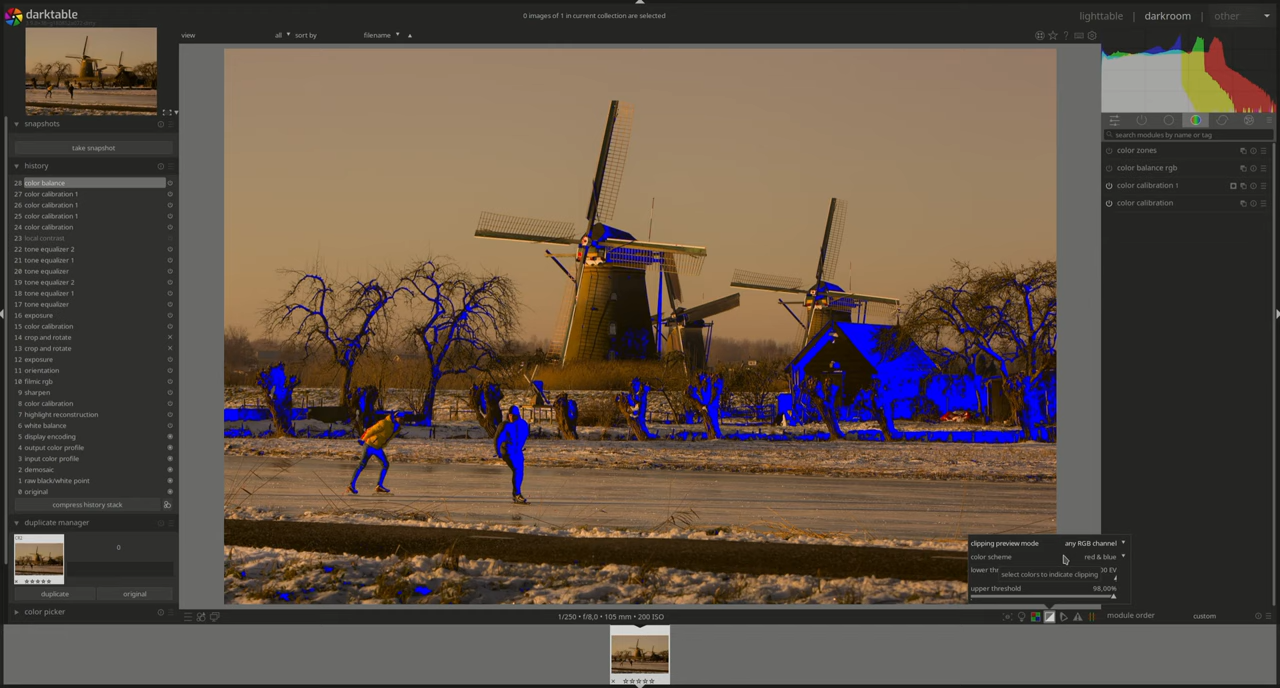 darktable
0 images of 1 in current collection are selected
lighttable | darkroom | other
view all sort by filename
snapshots
take snapshot
history
28 color balance
27 color calibration 1
26 color calibration 1
25 color calibration 1
24 color calibration
23 local contrast
22 tone equalizer 2
21 tone equalizer 1
20 tone equalizer
19 tone equalizer 2
18 tone equalizer 1
17 tone equalizer
16 exposure
15 color calibration
14 crop and rotate
13 crop and rotate
12 exposure
11 orientation
10 filmic rgb
9 sharpen
8 color calibration
7 highlight reconstruction
6 white balance
5 display encoding
4 output color profile
3 input color profile
2 demosaic
1 raw black/white point
0 original
compress history stack
duplicate manager
CR2
0
duplicate original
color picker
search modules by name or tag
color zones
color balance rgb
color calibration 1
color calibration
clipping preview mode any RGB channel
color scheme red & blue
lower thr 00 EV
select colors to indicate clipping
upper threshold 98,00%
1/250 • f/8,0 • 105 mm • 200 ISO
module order custom